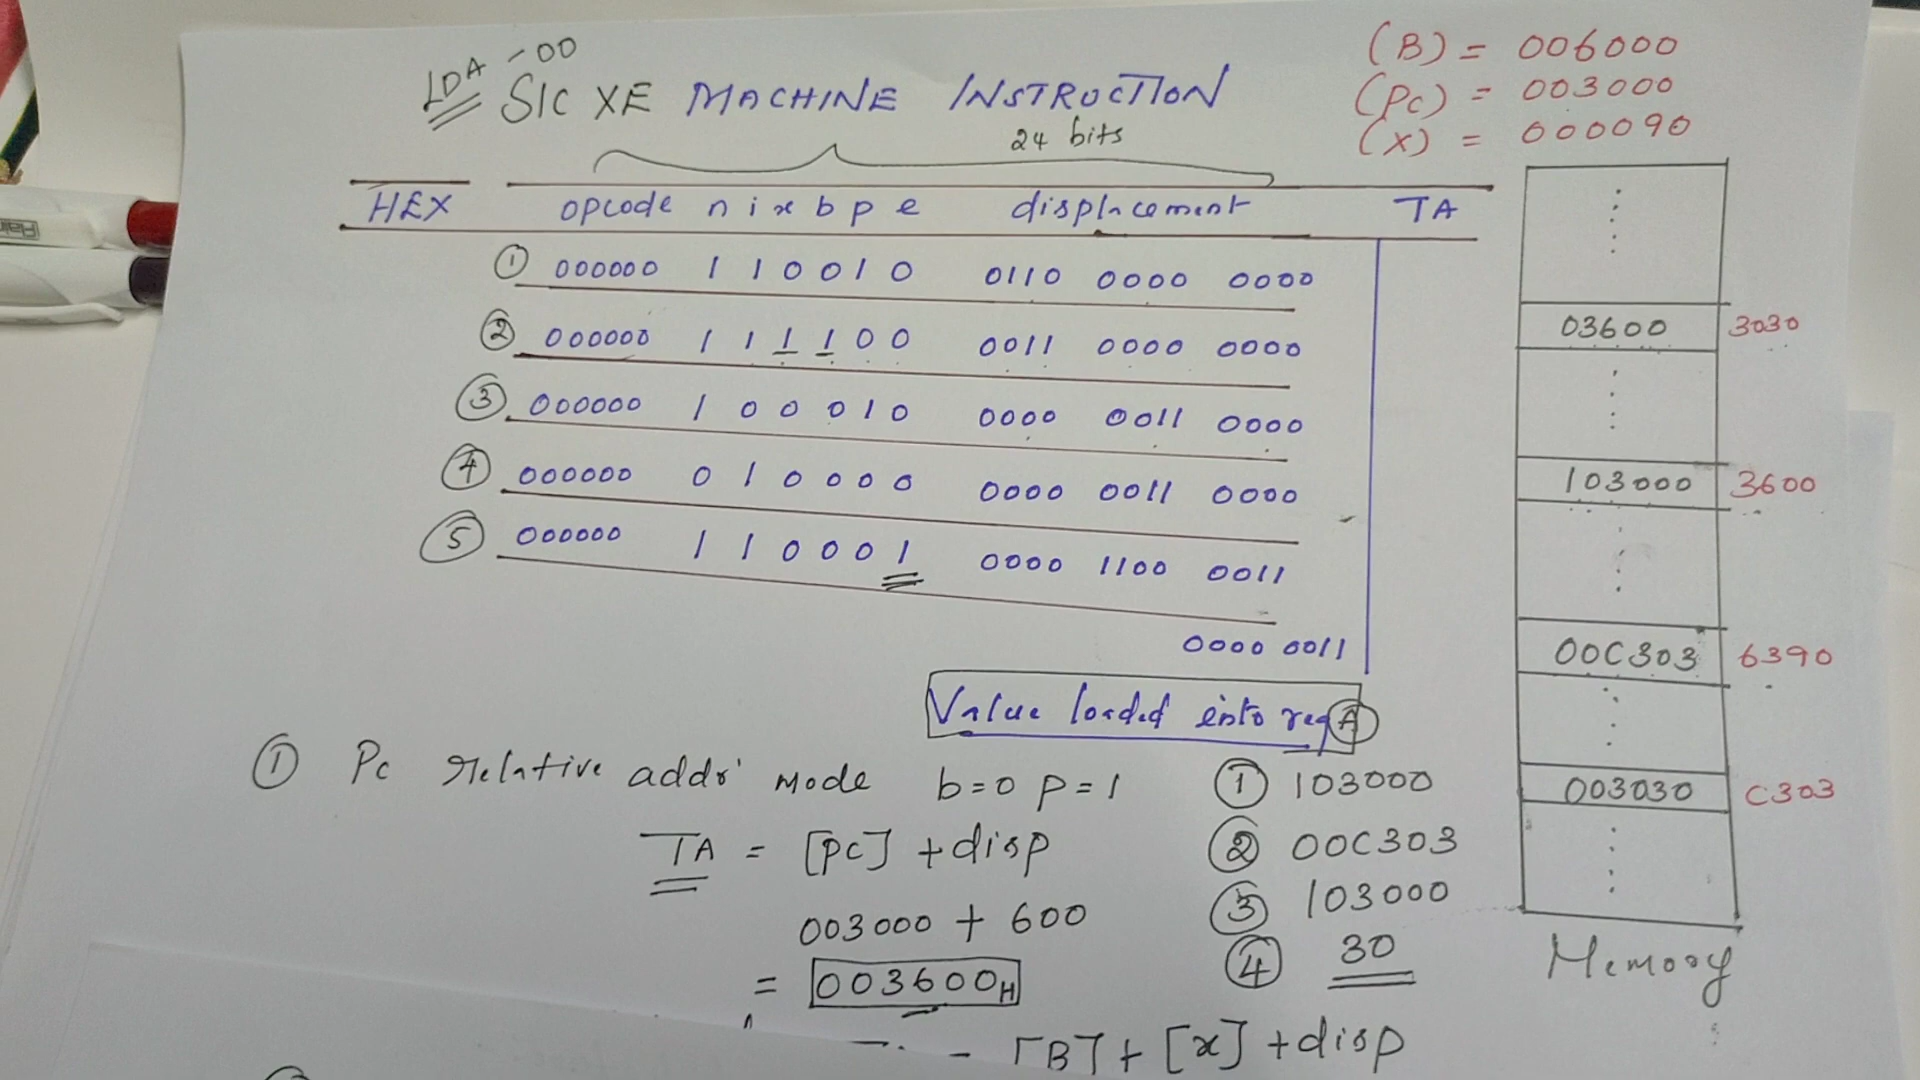 LDA - 00
SIC XE MACHINE INSTRUCTION
(B) = 006000
(PC) = 003000
(X) = 000090
24 bits
HEX opcode n i x b p e displacement TA
① 000000 1 1 0 0 1 0 0110 0000 0000
② 000000 1 1 1 1 0 0 0011 0000 0000
③ 000000 1 0 0 0 1 0 0000 0011 0000
④ 000000 0 1 0 0 0 0 0000 0011 0000
⑤ 000000 1 1 0 0 0 1 0000 1100 0011
0000 0011
03600 3030
103000 3600
00C303 6390
003030 C303
Memory
Value loaded into reg A
① 103000
② 00C303
③ 103000
④ 30
① Pc relative addr' mode b=0 p=1
TA = [PC] + disp
003000 + 600
= 003600H
= [B] + [x] + disp